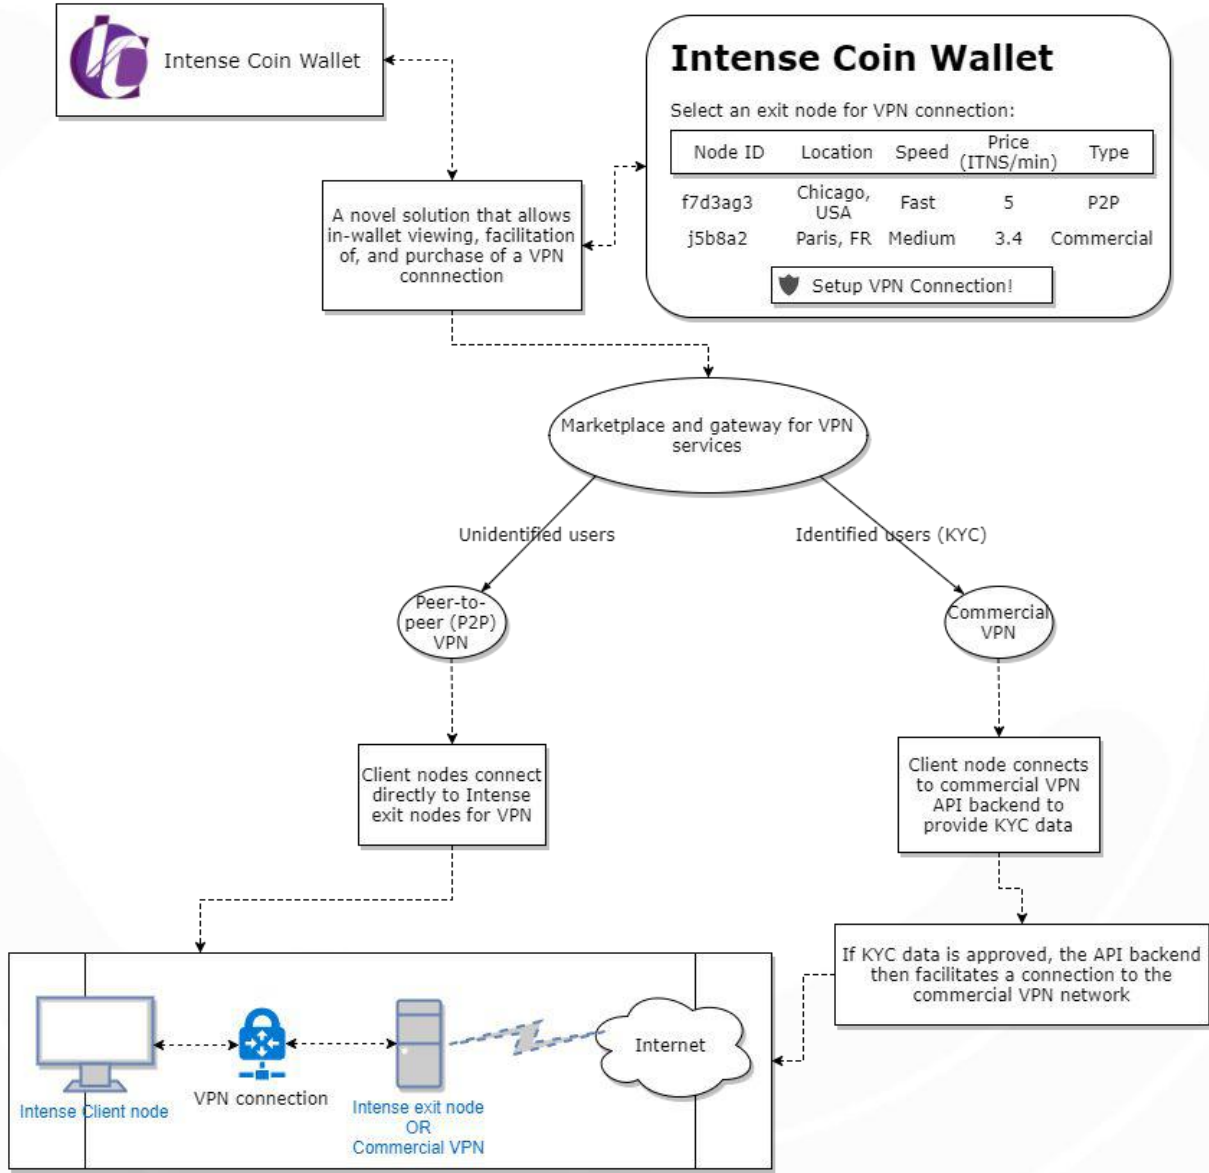 Intense Coin Wallet
Intense Coin Wallet
Select an exit node for VPN connection:
Node ID Location Speed Price (ITNS/min) Type
f7d3ag3 Chicago, USA Fast 5 P2P
j5b8a2 Paris, FR Medium 3.4 Commercial
Setup VPN Connection!
A novel solution that allows
in-wallet viewing, facilitation
of, and purchase of a VPN
connnection
Marketplace and gateway for VPN
services
Unidentified users
Identified users (KYC)
Peer-to-
peer (P2P)
VPN
Commercial
VPN
Client nodes connect
directly to Intense
exit nodes for VPN
Client node connects
to commercial VPN
API backend to
provide KYC data
If KYC data is approved, the API backend
then facilitates a connection to the
commercial VPN network
Intense Client node
VPN connection
Intense exit node
OR
Commercial VPN
Internet